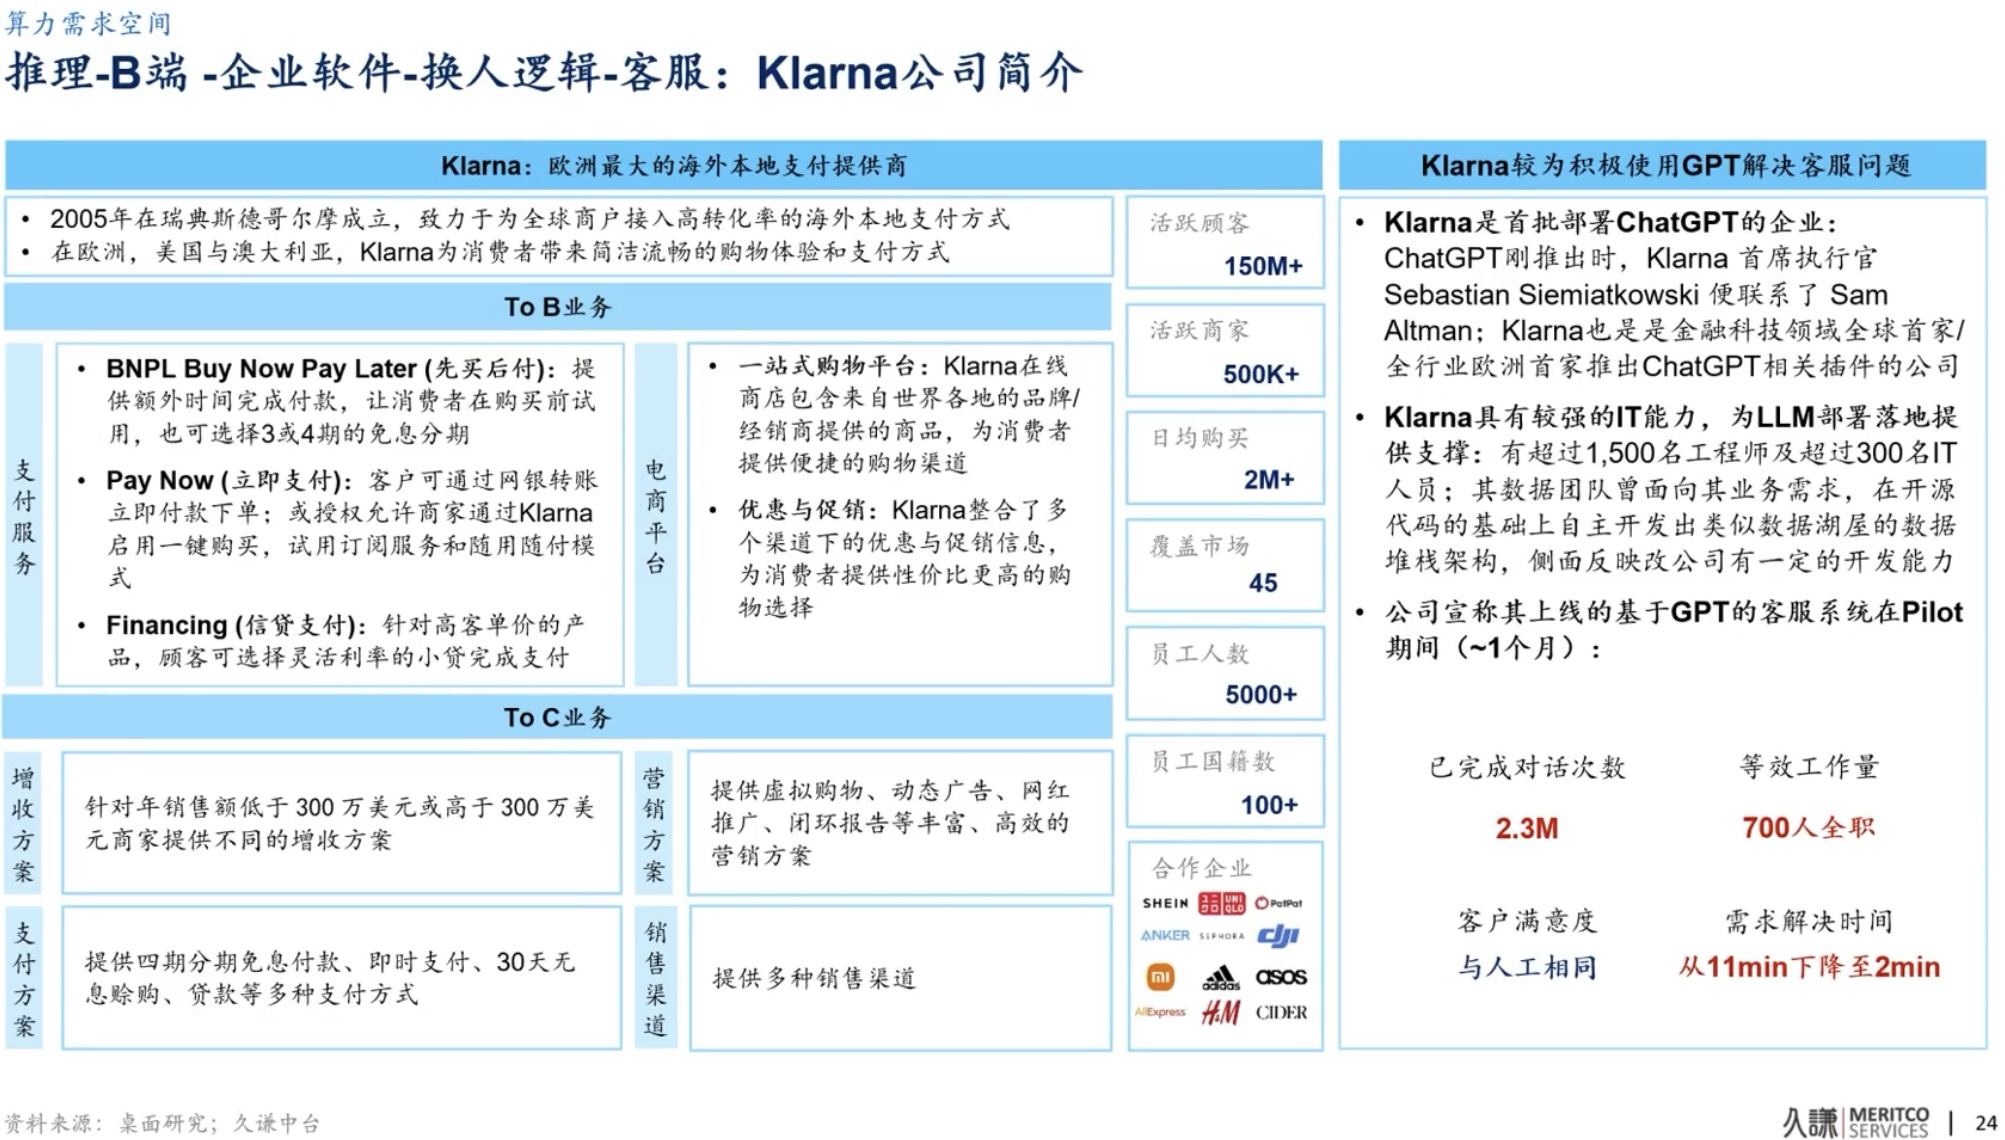 算力需求空间
推理-B端 -企业软件-换人逻辑-客服：Klarna公司简介
Klarna：欧洲最大的海外本地支付提供商
• 2005年在瑞典斯德哥尔摩成立，致力于为全球商户接入高转化率的海外本地支付方式
• 在欧洲，美国与澳大利亚，Klarna为消费者带来简洁流畅的购物体验和支付方式
To B业务
支付服务
• BNPL Buy Now Pay Later (先买后付)：提
供额外时间完成付款，让消费者在购买前试
用，也可选择3或4期的免息分期
• Pay Now (立即支付)：客户可通过网银转账
立即付款下单；或授权允许商家通过Klarna
启用一键购买，试用订阅服务和随用随付模
式
• Financing (信贷支付)：针对高客单价的产
品，顾客可选择灵活利率的小贷完成支付
电商平台
• 一站式购物平台：Klarna在线
商店包含来自世界各地的品牌/
经销商提供的商品，为消费者
提供便捷的购物渠道
• 优惠与促销：Klarna整合了多
个渠道下的优惠与促销信息，
为消费者提供性价比更高的购
物选择
To C业务
增收方案
针对年销售额低于 300 万美元或高于 300 万美
元商家提供不同的增收方案
营销方案
提供虚拟购物、动态广告、网红
推广、闭环报告等丰富、高效的
营销方案
支付方案
提供四期分期免息付款、即时支付、30天无
息赊购、贷款等多种支付方式
销售渠道
提供多种销售渠道
活跃顾客
150M+
活跃商家
500K+
日均购买
2M+
覆盖市场
45
员工人数
5000+
员工国籍数
100+
合作企业
SHEIN UNIQLO PatPat
ANKER SEPHORA dji
mi adidas asos
AliExpress H&M CIDER
Klarna较为积极使用GPT解决客服问题
• Klarna是首批部署ChatGPT的企业：
ChatGPT刚推出时，Klarna 首席执行官
Sebastian Siemiatkowski 便联系了 Sam
Altman；Klarna也是是金融科技领域全球首家/
全行业欧洲首家推出ChatGPT相关插件的公司
• Klarna具有较强的IT能力，为LLM部署落地提
供支撑：有超过1,500名工程师及超过300名IT
人员；其数据团队曾面向其业务需求，在开源
代码的基础上自主开发出类似数据湖屋的数据
堆栈架构，侧面反映改公司有一定的开发能力
• 公司宣称其上线的基于GPT的客服系统在Pilot
期间（~1个月）：
已完成对话次数 等效工作量
2.3M 700人全职
客户满意度 需求解决时间
与人工相同 从11min下降至2min
资料来源：桌面研究；久谦中台
久謙 MERITCO SERVICES | 24